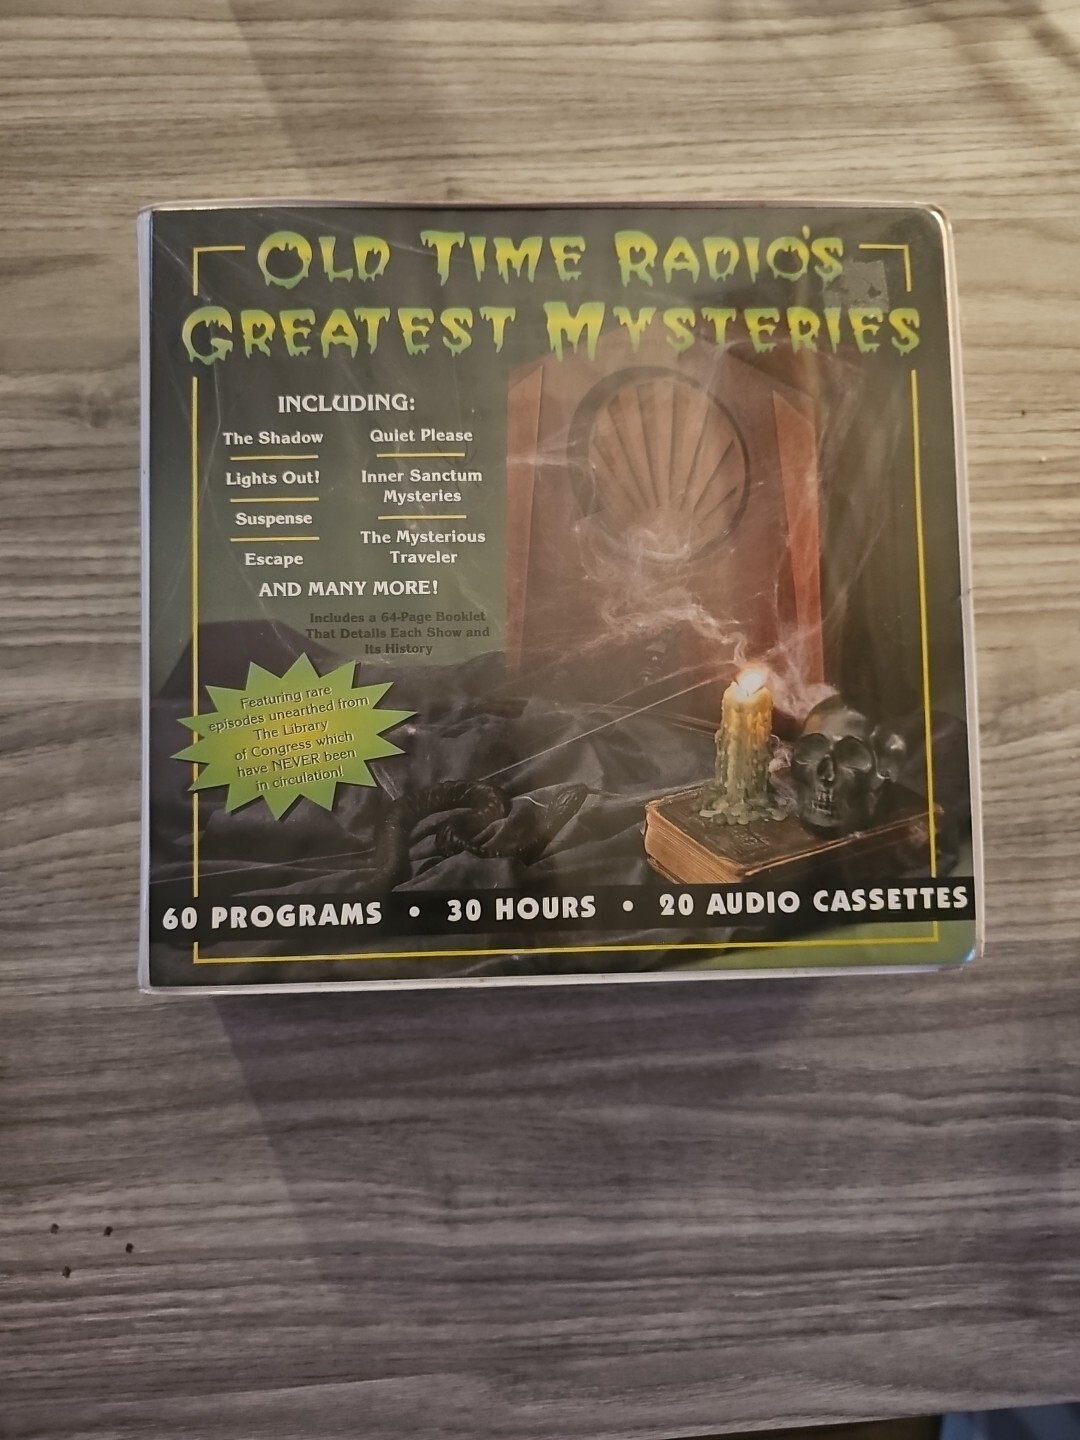 OLD TIME RADIO'S
GREATEST MYSTERIES
INCLUDING:
The Shadow
Lights Out!
Suspense
Escape
Quiet Please
Inner Sanctum
Mysteries
The Mysterious
Traveler
AND MANY MORE!
Includes a 64-Page Booklet
That Details Each Show and
Its History
Featuring rare
episodes unearthed from
The Library
of Congress which
have NEVER been
in circulation!
60 PROGRAMS • 30 HOURS • 20 AUDIO CASSETTES